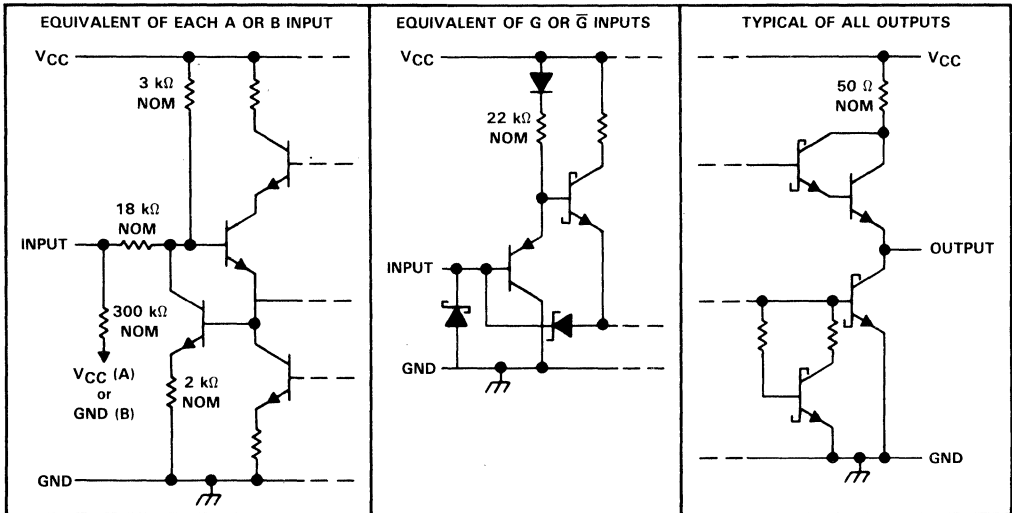 EQUIVALENT OF EACH A OR B INPUT
VCC
3 kΩ
NOM
18 kΩ
NOM
INPUT
300 kΩ
NOM
VCC (A)
or
GND (B)
2 kΩ
NOM
GND
EQUIVALENT OF G OR G̅ INPUTS
VCC
22 kΩ
NOM
INPUT
GND
TYPICAL OF ALL OUTPUTS
VCC
50 Ω
NOM
OUTPUT
GND